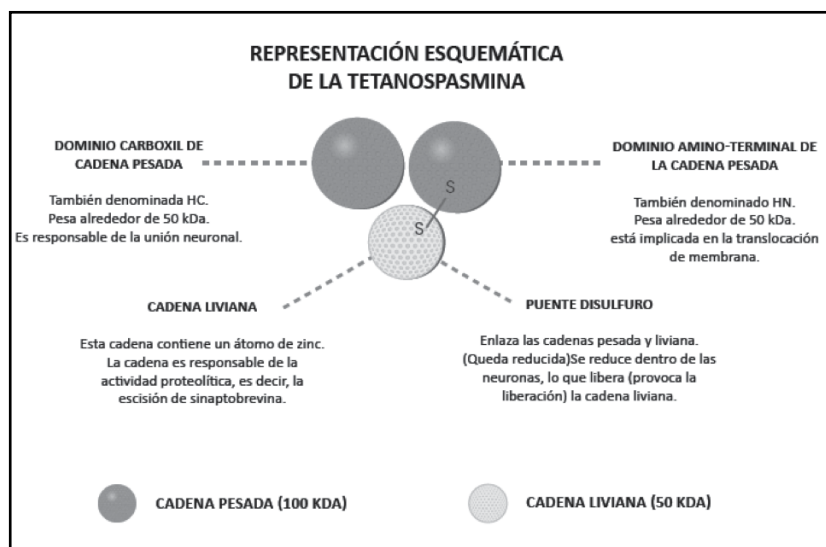 REPRESENTACIÓN ESQUEMÁTICA
DE LA TETANOSPASMINA
DOMINIO CARBOXIL DE
CADENA PESADA
También denominada HC.
Pesa alrededor de 50 kDa.
Es responsable de la unión neuronal.
DOMINIO AMINO-TERMINAL DE
LA CADENA PESADA
También denominado HN.
Pesa alrededor de 50 kDa.
está implicada en la translocación
de membrana.
S
S
CADENA LIVIANA
Esta cadena contiene un átomo de zinc.
La cadena es responsable de la
actividad proteolítica, es decir, la
escisión de sinaptobrevina.
PUENTE DISULFURO
Enlaza las cadenas pesada y liviana.
(Queda reducida)Se reduce dentro de las
neuronas, lo que libera (provoca la
liberación) la cadena liviana.
CADENA PESADA (100 KDA)
CADENA LIVIANA (50 KDA)